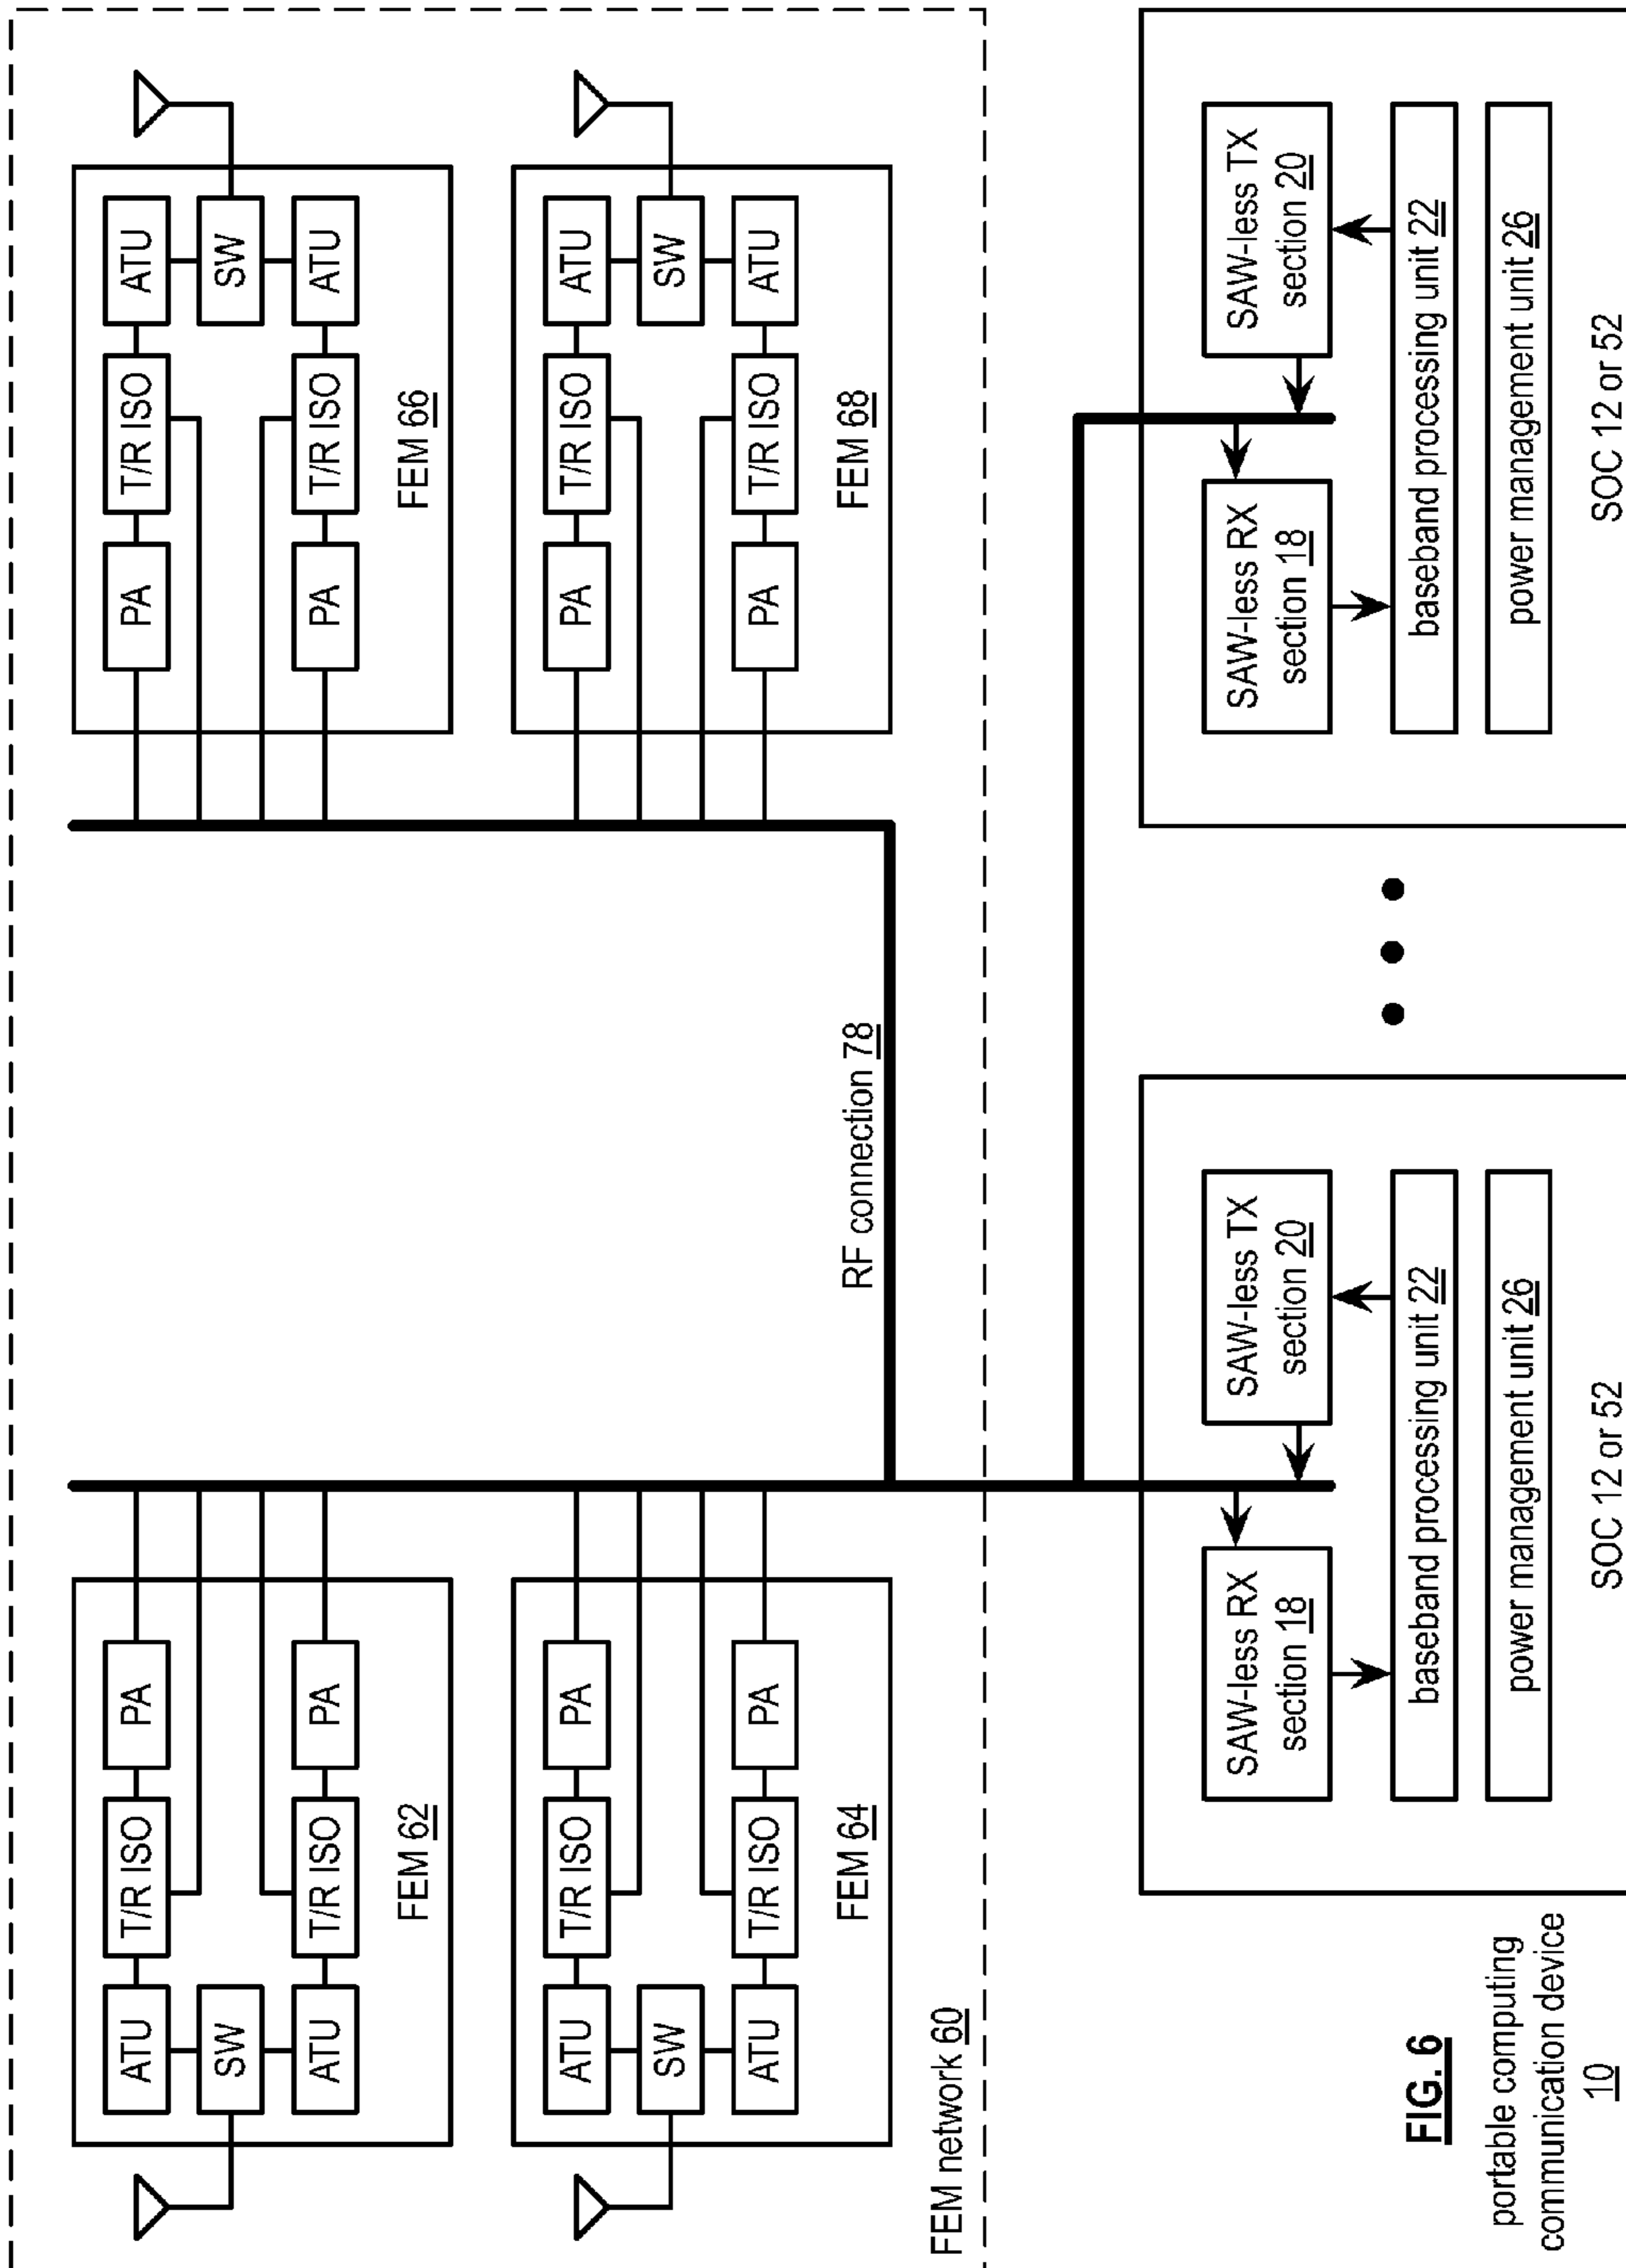 ATU
T/R ISO
PA
SW
ATU
T/R ISO
PA
FEM 62
ATU
T/R ISO
PA
SW
ATU
T/R ISO
PA
FEM 64
PA
T/R ISO
ATU
SW
PA
T/R ISO
ATU
FEM 66
PA
T/R ISO
ATU
SW
PA
T/R ISO
ATU
FEM 68
RF connection 78
FEM network 60
SAW-less RX
section 18
SAW-less TX
section 20
baseband processing unit 22
power management unit 26
SOC 12 or 52
SAW-less RX
section 18
SAW-less TX
section 20
baseband processing unit 22
power management unit 26
SOC 12 or 52
FIG. 6
portable computing
communication device
10